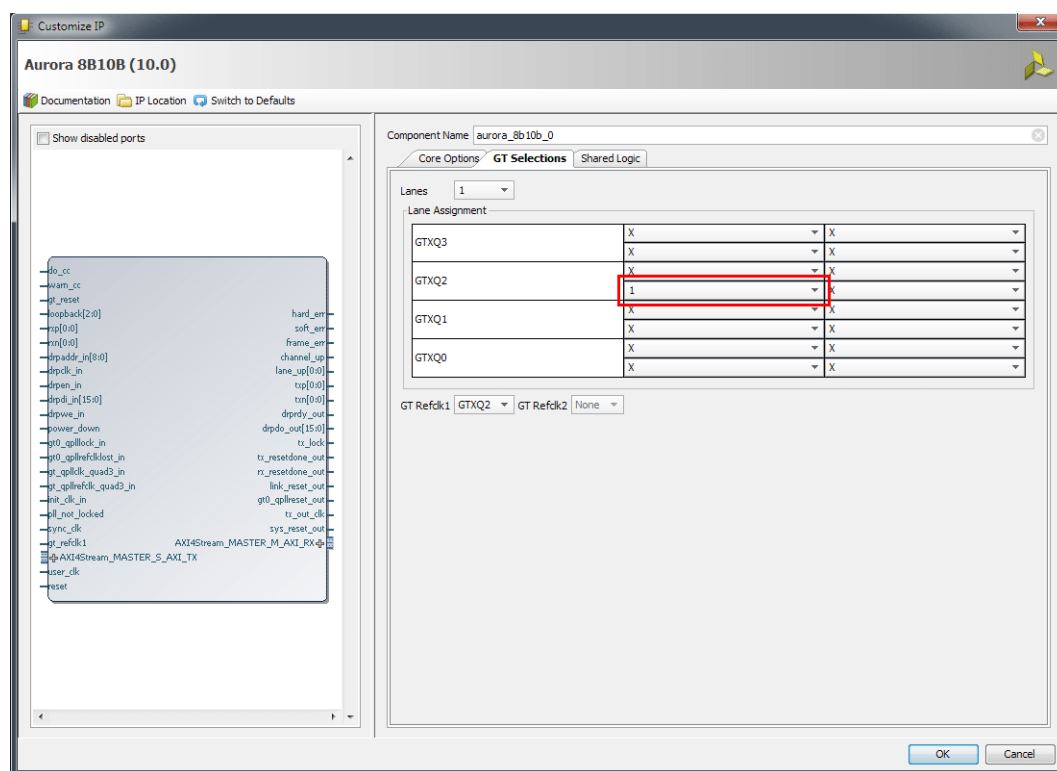 Customize IP
Aurora 8B10B (10.0)
Documentation IP Location Switch to Defaults
Show disabled ports
do_cc
warn_cc
gt_reset
loopback[2:0]
rxp[0:0]
rxn[0:0]
drpaddr_in[8:0]
drpclk_in
drpen_in
drpdi_in[15:0]
drpwe_in
power_down
gt0_qplllock_in
gt0_qpllrefclklost_in
gt_qpllclk_quad3_in
gt_qpllrefclk_quad3_in
init_clk_in
pll_not_locked
sync_clk
gt_refclk1
AXI4Stream_MASTER_S_AXI_TX
user_clk
reset
hard_err
soft_err
frame_err
channel_up
lane_up[0:0]
txp[0:0]
txn[0:0]
drprdy_out
drpdo_out[15:0]
tx_lock
tx_resetdone_out
rx_resetdone_out
link_reset_out
gt0_qpllreset_out
tx_out_clk
sys_reset_out
AXI4Stream_MASTER_M_AXI_RX
Component Name aurora_8b10b_0
Core Options GT Selections Shared Logic
Lanes 1
Lane Assignment
GTXQ3
X X
X X
GTXQ2
X X
1 X
GTXQ1
X X
X X
GTXQ0
X X
X X
GT Refclk1 GTXQ2 GT Refclk2 None
OK Cancel